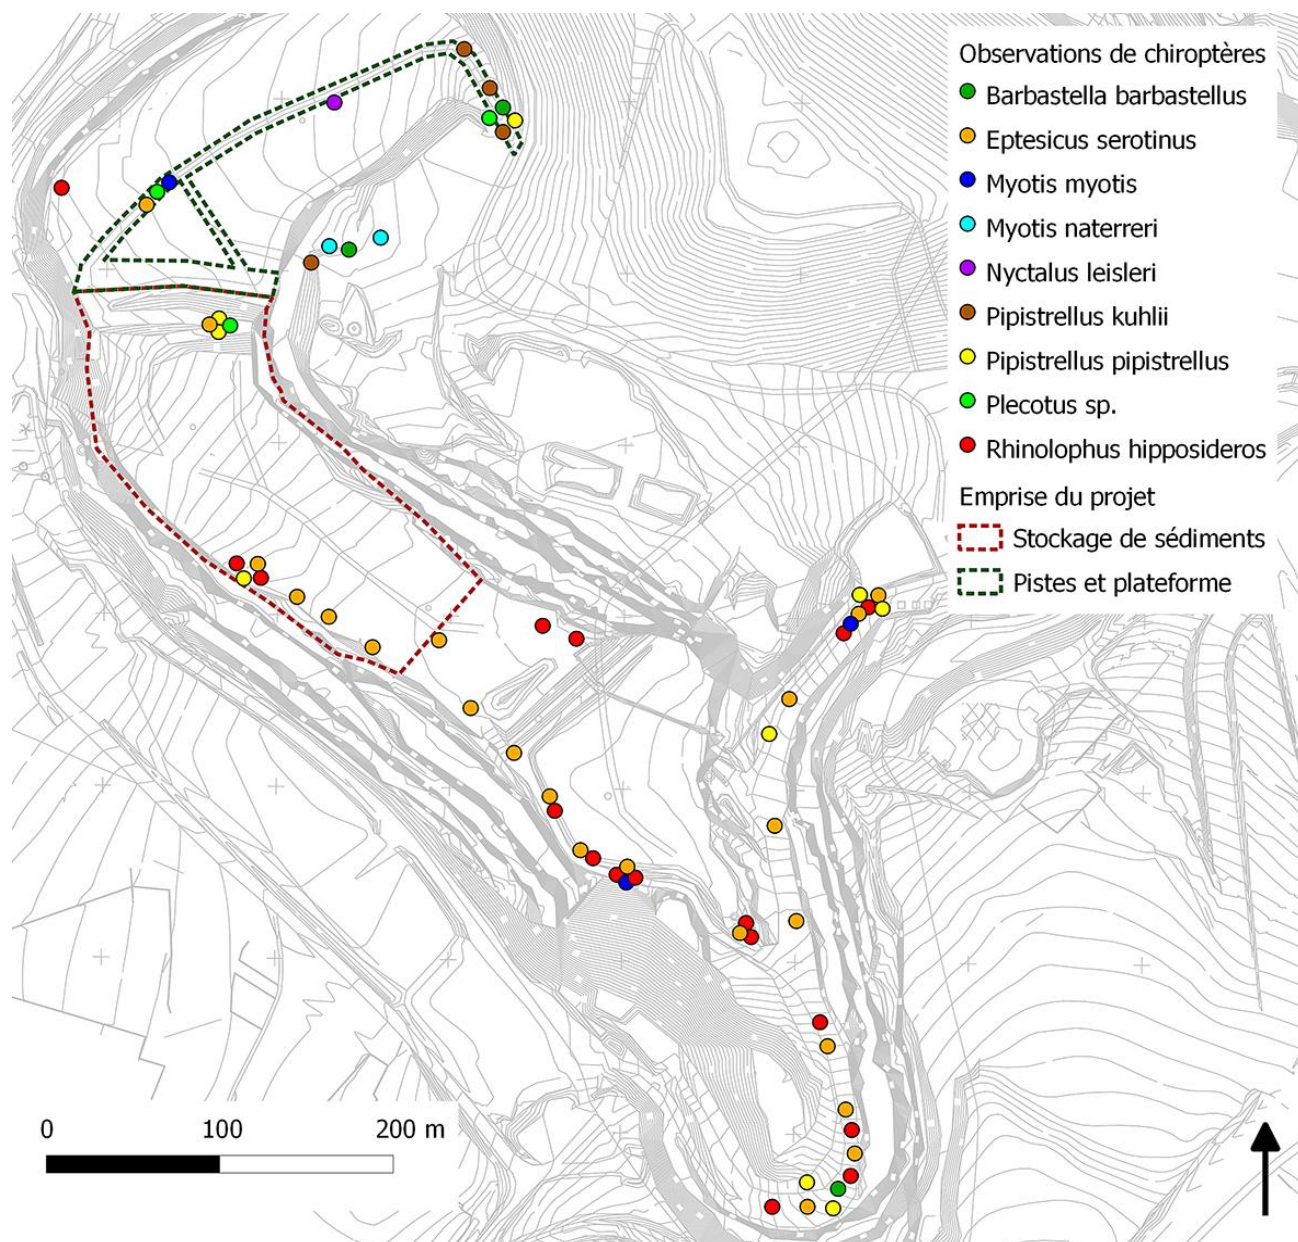 Observations de chiroptères
Barbastella barbastellus
Eptesicus serotinus
Myotis myotis
Myotis naterreri
Nyctalus leisleri
Pipistrellus kuhlii
Pipistrellus pipistrellus
Plecotus sp.
Rhinolophus hipposideros
Emprise du projet
Stockage de sédiments
Pistes et plateforme
0 100 200 m